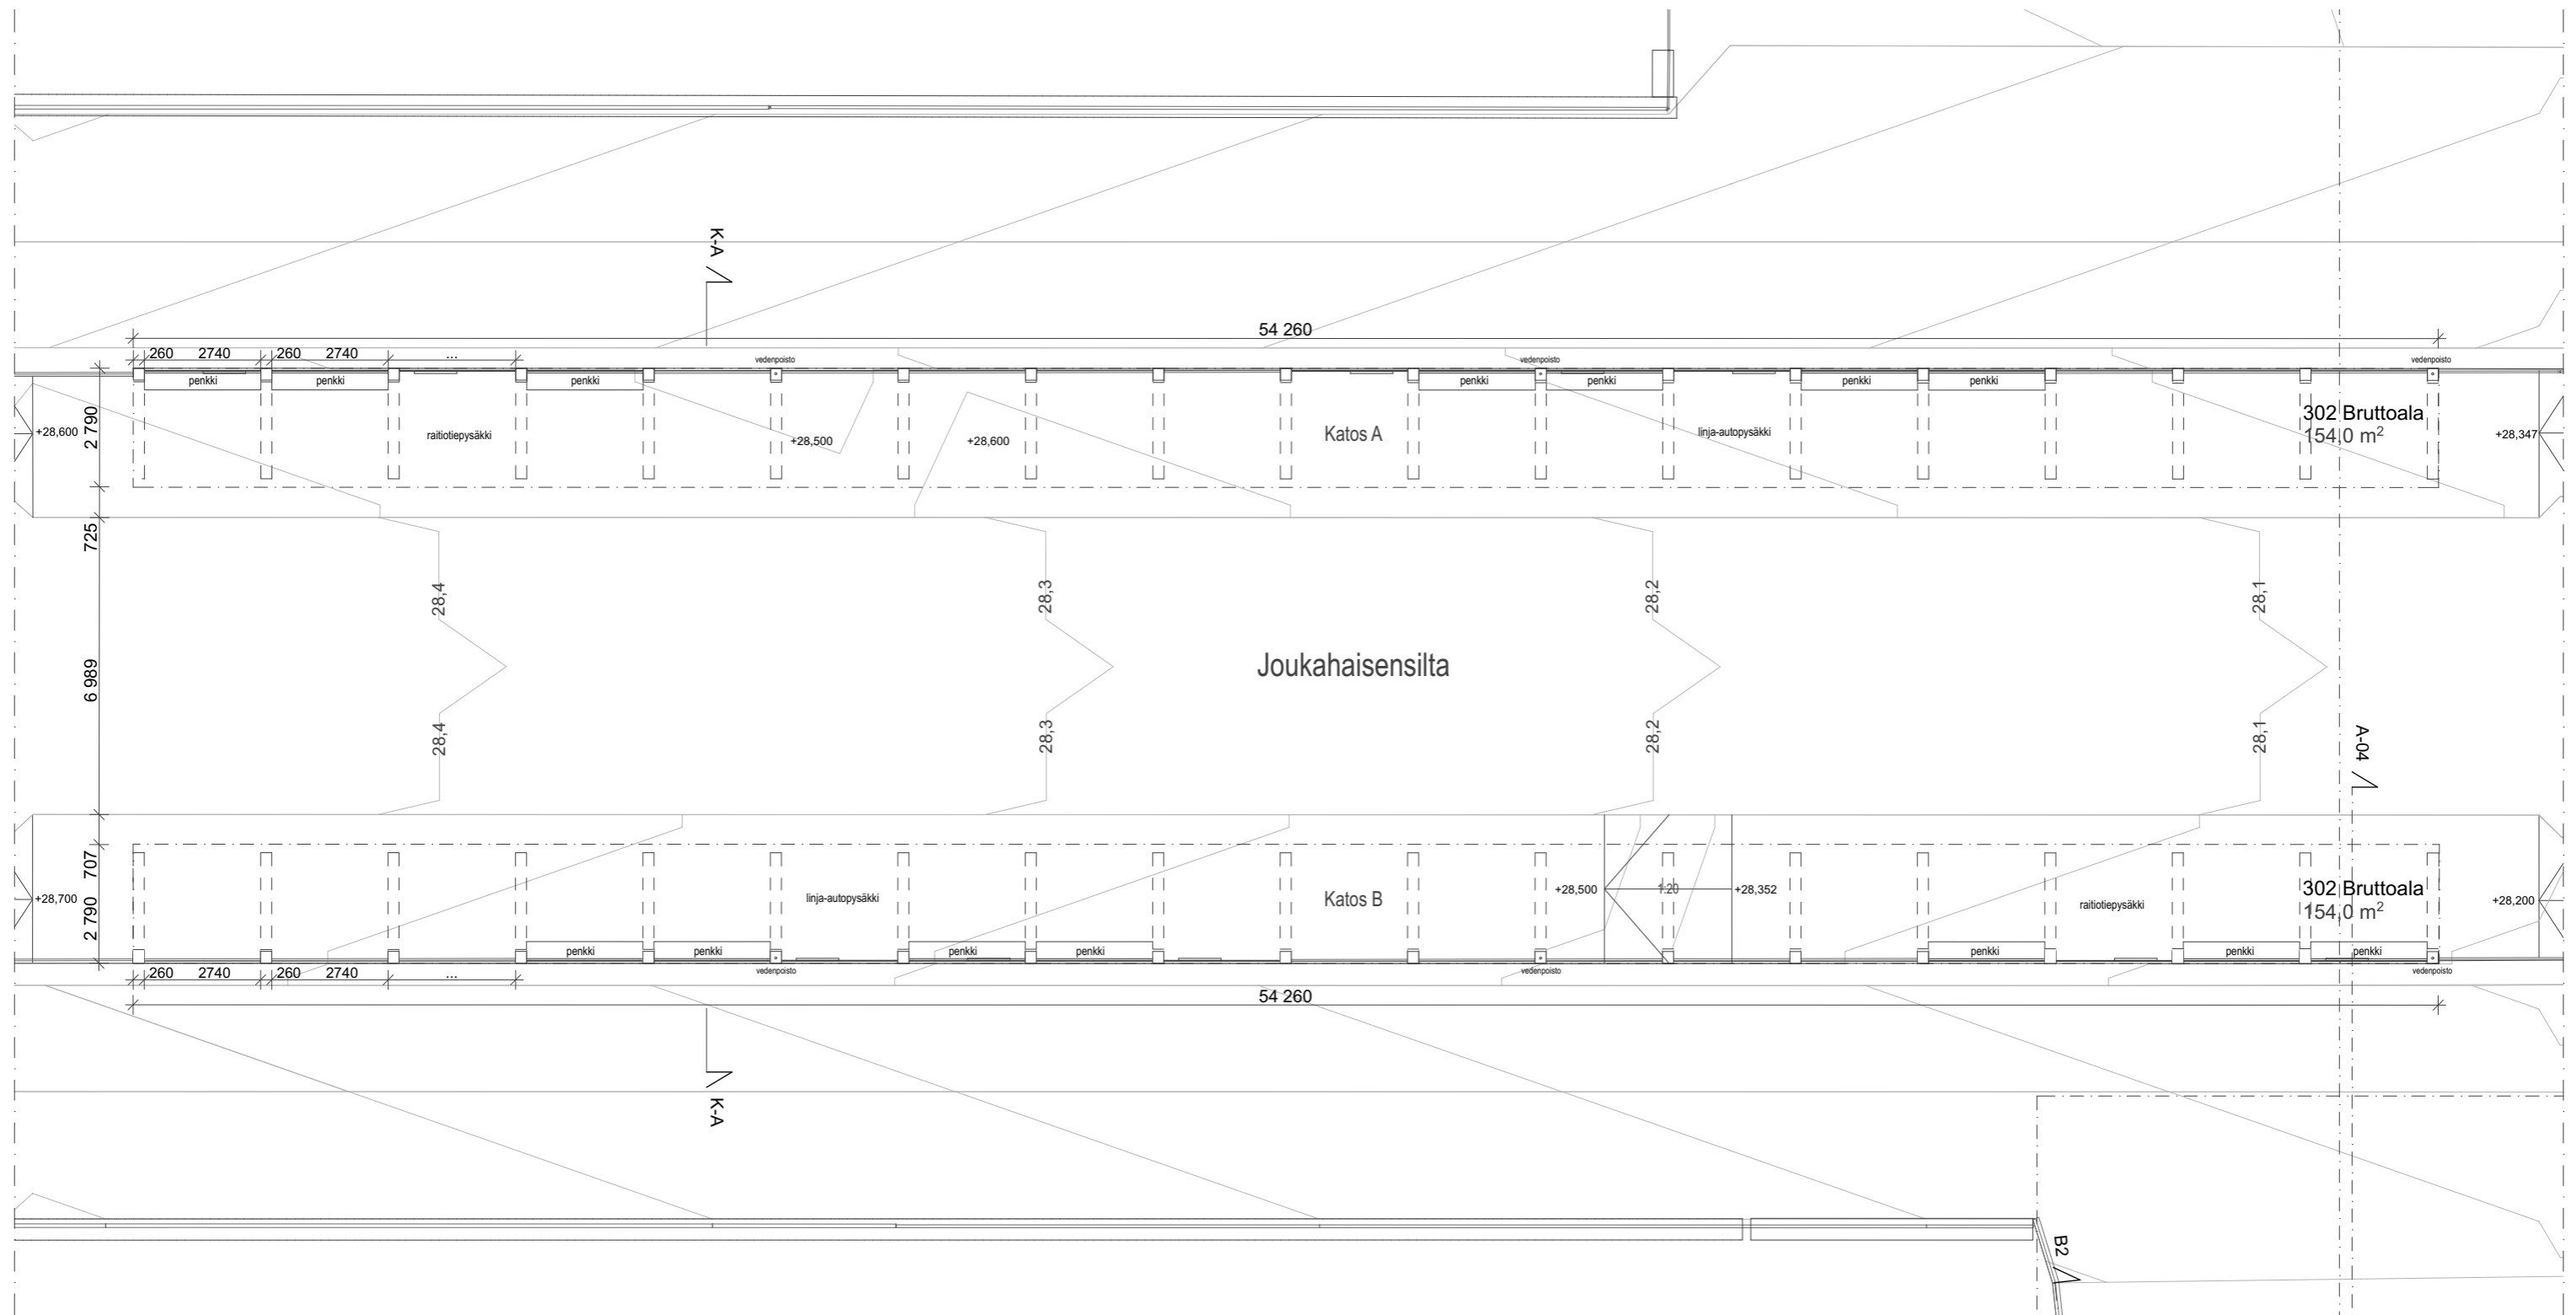 K-A
54 260
260 2740 260 2740 ...
vedenpoisto vedenpoisto vedenpoisto
penkki penkki penkki penkki penkki penkki penkki
+28,600
2 790
raitiotiepysäkki
+28,500
+28,600
Katos A
linja-autopysäkki
302 Bruttoala
154,0 m²
+28,347
725
28,4
28,3
28,2
28,1
6 989
Joukahaisensilta
28,4
28,3
28,2
28,1
A-04
707
2 790
+28,700
linja-autopysäkki
Katos B
+28,500
1:20
+28,352
raitiotiepysäkki
302 Bruttoala
154,0 m²
+28,200
penkki penkki penkki penkki penkki penkki penkki
260 2740 260 2740 ...
vedenpoisto vedenpoisto vedenpoisto
54 260
K-A
B2